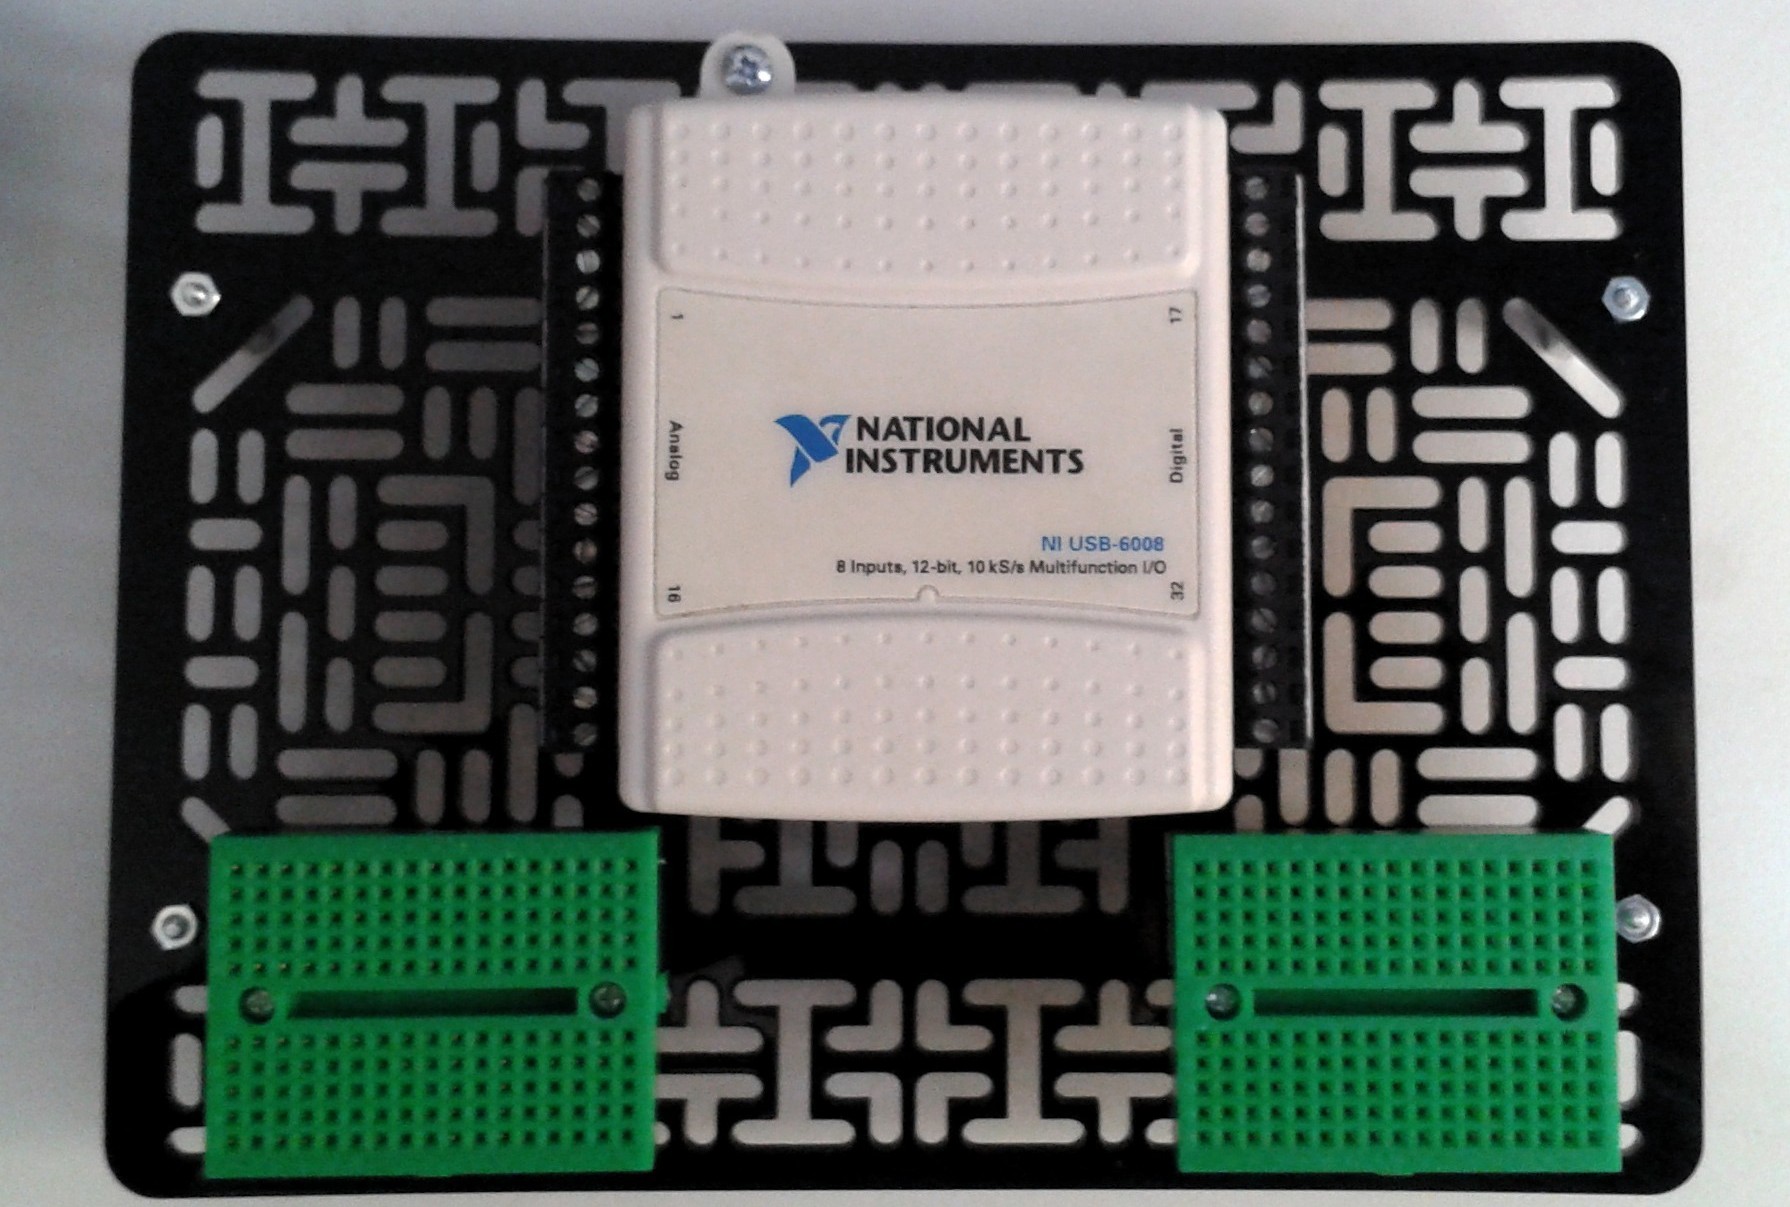 1
17
NATIONAL
INSTRUMENTS
Analog
Digital
NI USB-6008
8 Inputs, 12-bit, 10 kS/s Multifunction I/O
16
32